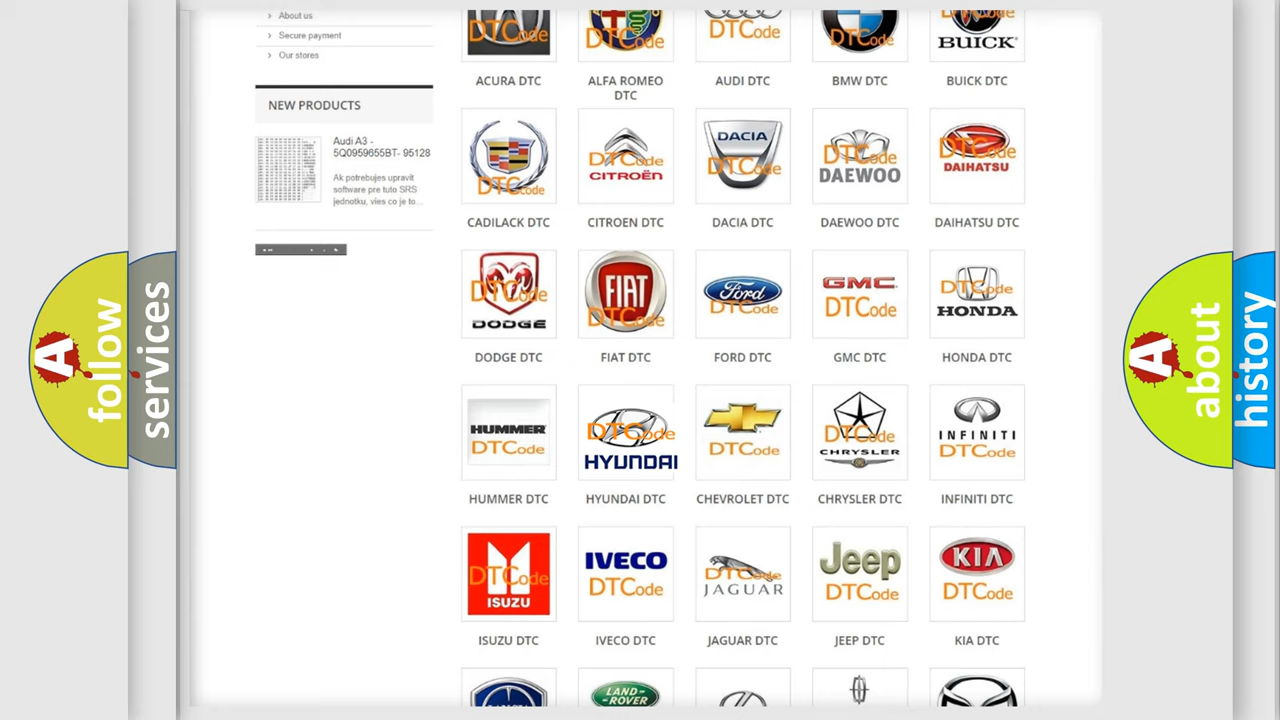 About us
Secure payment
Our stores
NEW PRODUCTS
Audi A3 -
5Q0959655BT- 95128
Ak potrebujes upravit
software pre tuto SRS
jednotku, vies co je to...
DTCode
DTCode
DTCode
DTCode
BUICK
ACURA DTC
ALFA ROMEO
DTC
AUDI DTC
BMW DTC
BUICK DTC
DTCode
DTCode
CITROËN
DACIA
DTCode
DTCode
DAEWOO
DTCode
DAIHATSU
CADILACK DTC
CITROEN DTC
DACIA DTC
DAEWOO DTC
DAIHATSU DTC
DTCode
DODGE
FIAT
DTCode
Ford
DTCode
GMC
DTCode
DTCode
HONDA
DODGE DTC
FIAT DTC
FORD DTC
GMC DTC
HONDA DTC
HUMMER
DTCode
DTCode
HYUNDAI
DTCode
DTCode
CHRYSLER
INFINITI
DTCode
HUMMER DTC
HYUNDAI DTC
CHEVROLET DTC
CHRYSLER DTC
INFINITI DTC
DTCode
ISUZU
IVECO
DTCode
DTCode
JAGUAR
Jeep
DTCode
KIA
DTCode
ISUZU DTC
IVECO DTC
JAGUAR DTC
JEEP DTC
KIA DTC
LAND-
ROVER
A
follow
services
A
about
history